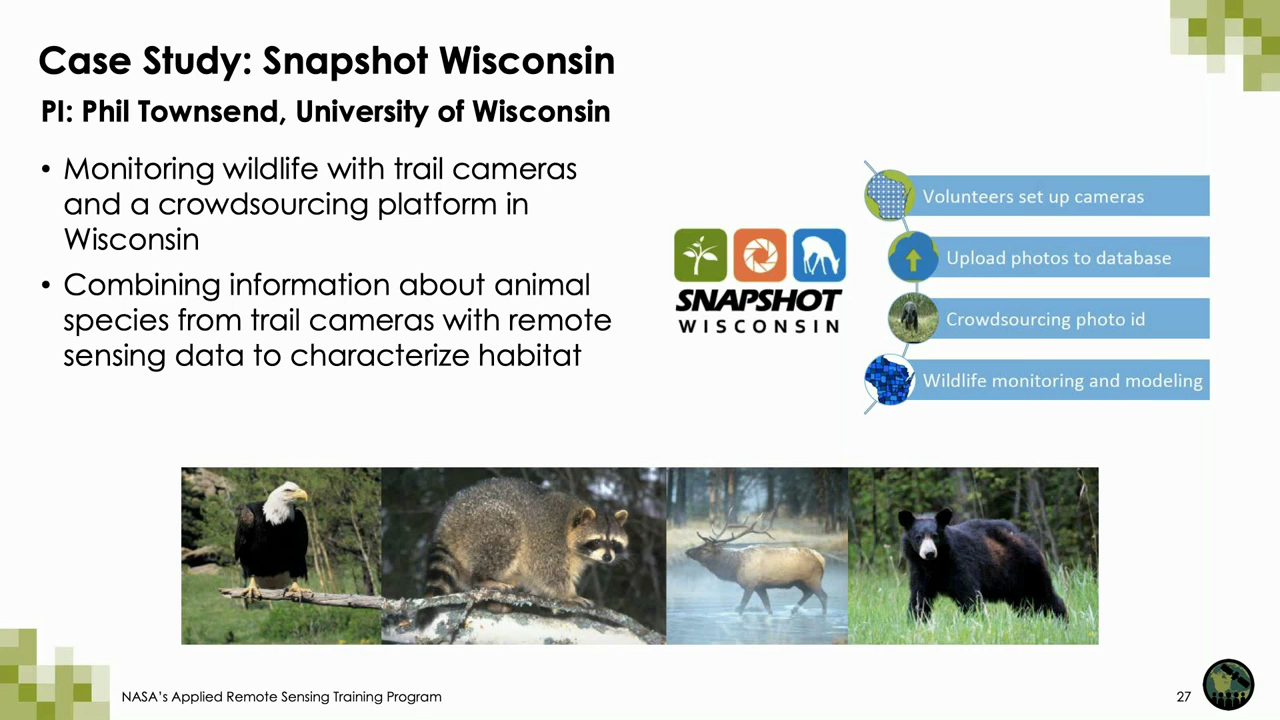 Case Study: Snapshot Wisconsin
PI: Phil Townsend, University of Wisconsin
• Monitoring wildlife with trail cameras
and a crowdsourcing platform in
Wisconsin
• Combining information about animal
species from trail cameras with remote
sensing data to characterize habitat
SNAPSHOT
WISCONSIN
Volunteers set up cameras
Upload photos to database
Crowdsourcing photo id
Wildlife monitoring and modeling
NASA's Applied Remote Sensing Training Program
27